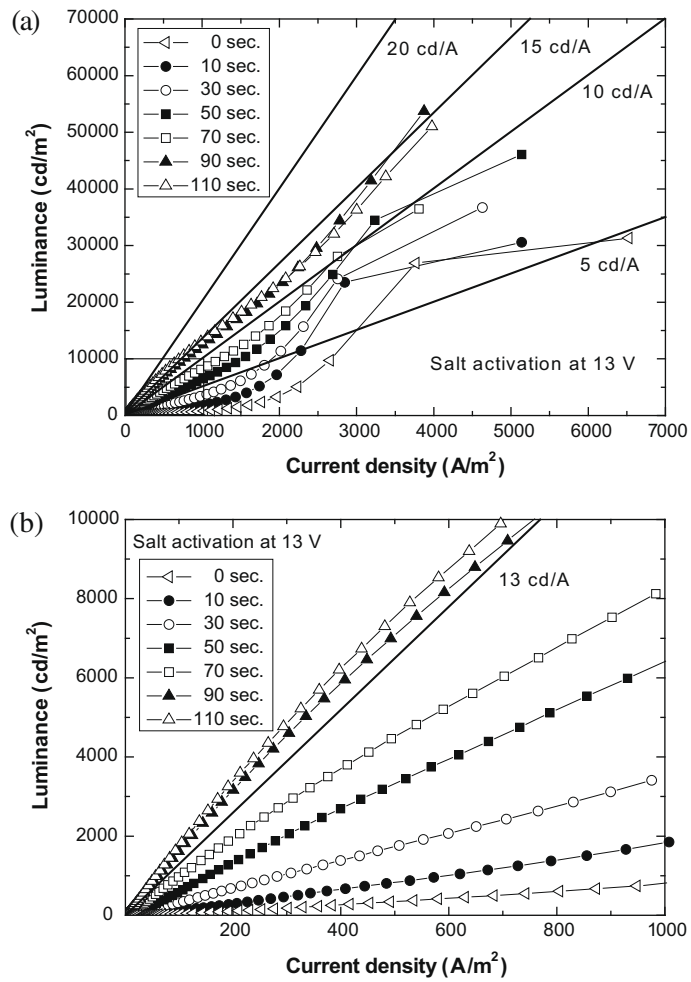 (a)
70000
60000
50000
40000
30000
20000
10000
0
Luminance (cd/m²)
0 sec.
10 sec.
30 sec.
50 sec.
70 sec.
90 sec.
110 sec.
20 cd/A
15 cd/A
10 cd/A
5 cd/A
Salt activation at 13 V
0 1000 2000 3000 4000 5000 6000 7000
Current density (A/m²)
(b)
10000
8000
6000
4000
2000
0
Luminance (cd/m²)
Salt activation at 13 V
0 sec.
10 sec.
30 sec.
50 sec.
70 sec.
90 sec.
110 sec.
13 cd/A
200 400 600 800 1000
Current density (A/m²)